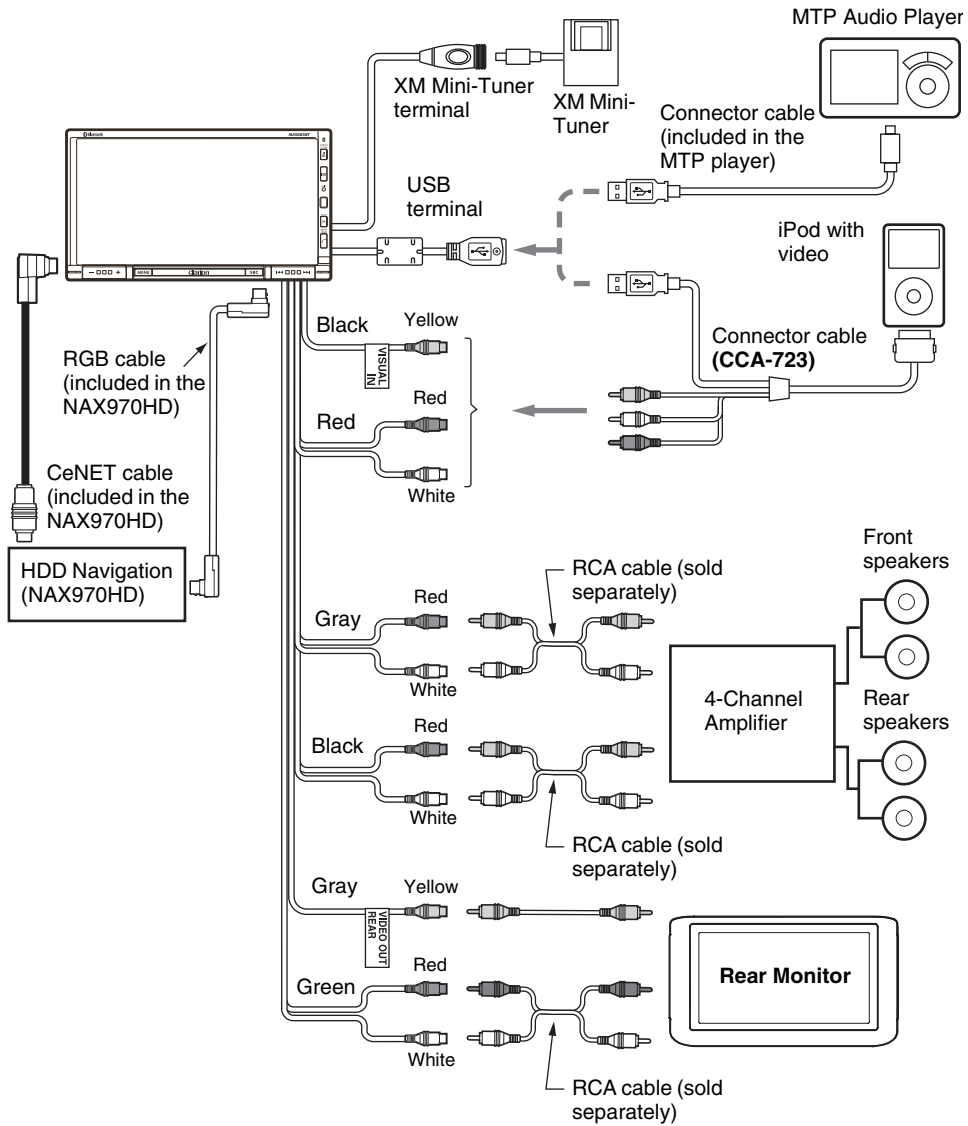 MTP Audio Player
XM Mini-Tuner
terminal
XM Mini-
Tuner
Connector cable
(included in the
MTP player)
Bluetooth
USB
terminal
iPod with
video
MENU
Clarion
SRC
Black
Yellow
VISUAL
IN
Connector cable
(CCA-723)
RGB cable
(included in the
NAX970HD)
Red
Red
White
CeNET cable
(included in the
NAX970HD)
HDD Navigation
(NAX970HD)
RCA cable (sold
separately)
Front
speakers
Gray
Red
White
4-Channel
Amplifier
Rear
speakers
Black
Red
White
RCA cable (sold
separately)
Gray
Yellow
VIDEO OUT
REAR
Rear Monitor
Green
Red
White
RCA cable (sold
separately)